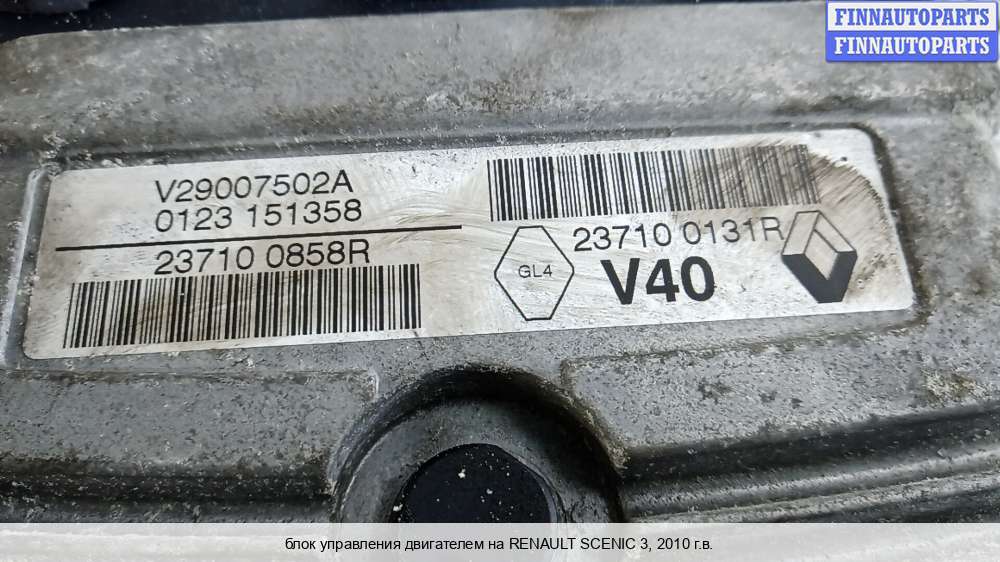 FINNAUTOPARTS
FINNAUTOPARTS
V29007502A
0123 151358
23710 0858R
GL4
23710 0131R
V40
блок управления двигателем на RENAULT SCENIC 3, 2010 г.в.